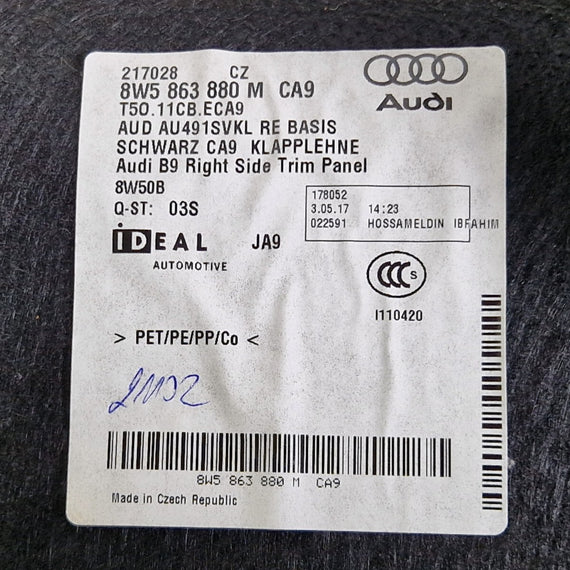 217028 CZ
8W5 863 880 M CA9
T50.11CB.ECA9
AUD AU491SVKL RE BASIS
SCHWARZ CA9 KLAPPLEHNE
Audi B9 Right Side Trim Panel
8W50B
Q-ST: 03S
Audi
178052
3.05.17 14:23
022591 HOSSAMELDIN IBRAHIM
IDEAL JA9
AUTOMOTIVE
CCC S
I110420
> PET/PE/PP/Co <
8W5 863 880 M CA9
Made in Czech Republic